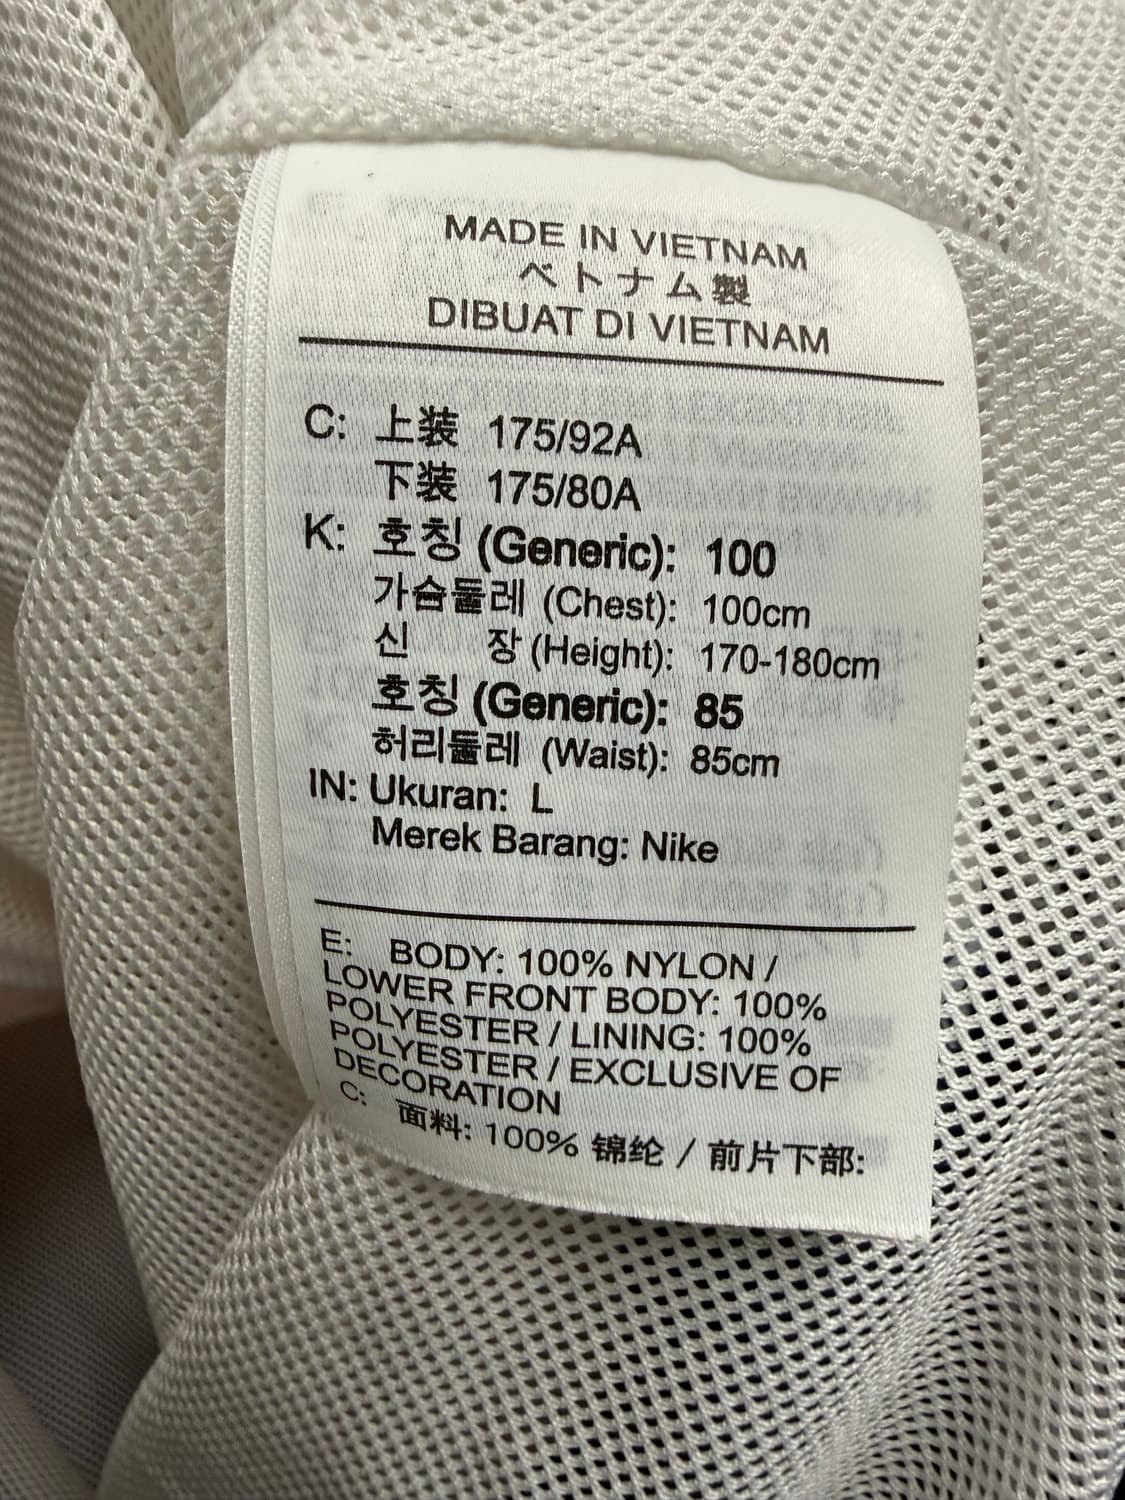 MADE IN VIETNAM
ベトナム製
DIBUAT DI VIETNAM
C: 上装 175/92A
下装 175/80A
K: 호칭 (Generic): 100
가슴둘레 (Chest): 100cm
신 장 (Height): 170-180cm
호칭 (Generic): 85
허리둘레 (Waist): 85cm
IN: Ukuran: L
Merek Barang: Nike
E: BODY: 100% NYLON /
LOWER FRONT BODY: 100%
POLYESTER / LINING: 100%
POLYESTER / EXCLUSIVE OF
DECORATION
C: 面料: 100% 锦纶 / 前片下部: